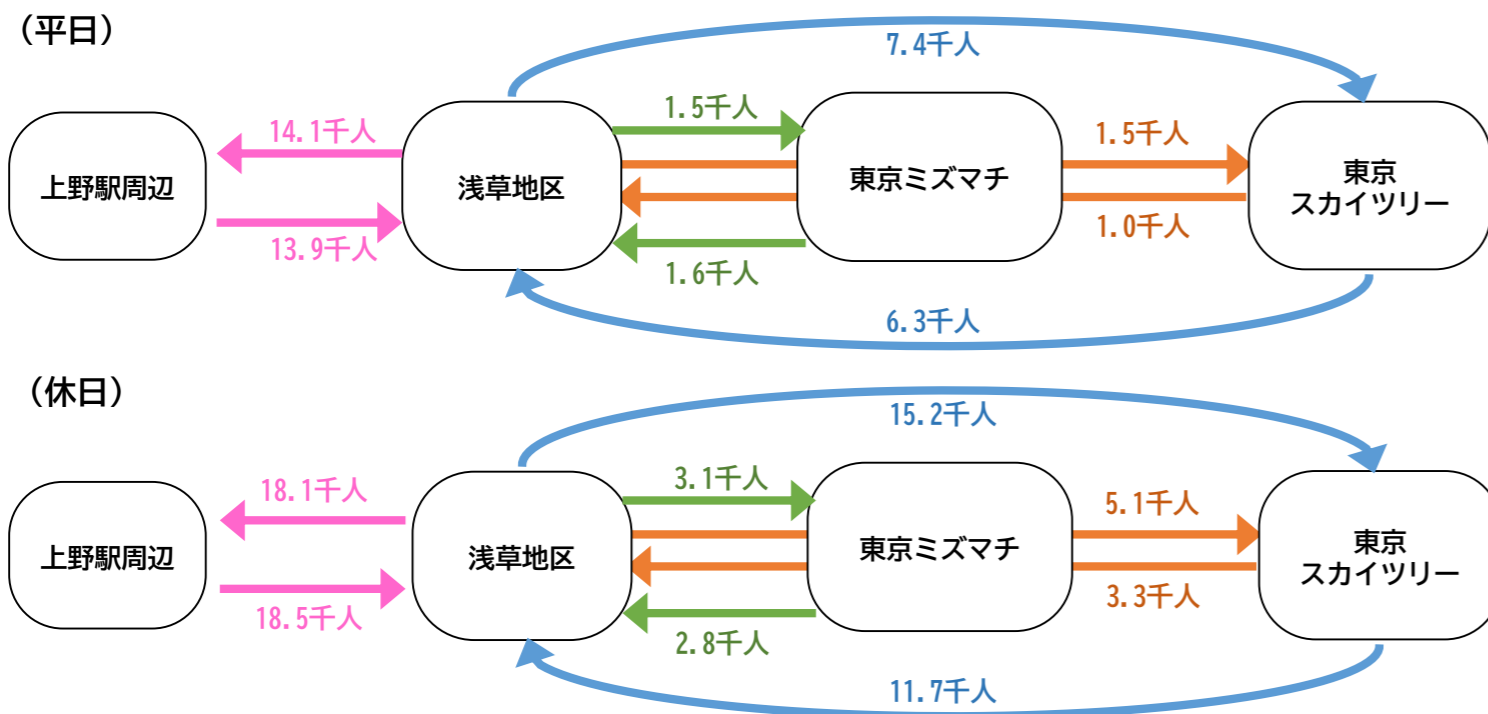 （平日）
7.4千人
14.1千人
1.5千人
1.5千人
上野駅周辺
浅草地区
東京ミズマチ
東京
スカイツリー
13.9千人
1.6千人
1.0千人
6.3千人
（休日）
15.2千人
18.1千人
3.1千人
5.1千人
上野駅周辺
浅草地区
東京ミズマチ
東京
スカイツリー
18.5千人
2.8千人
3.3千人
11.7千人